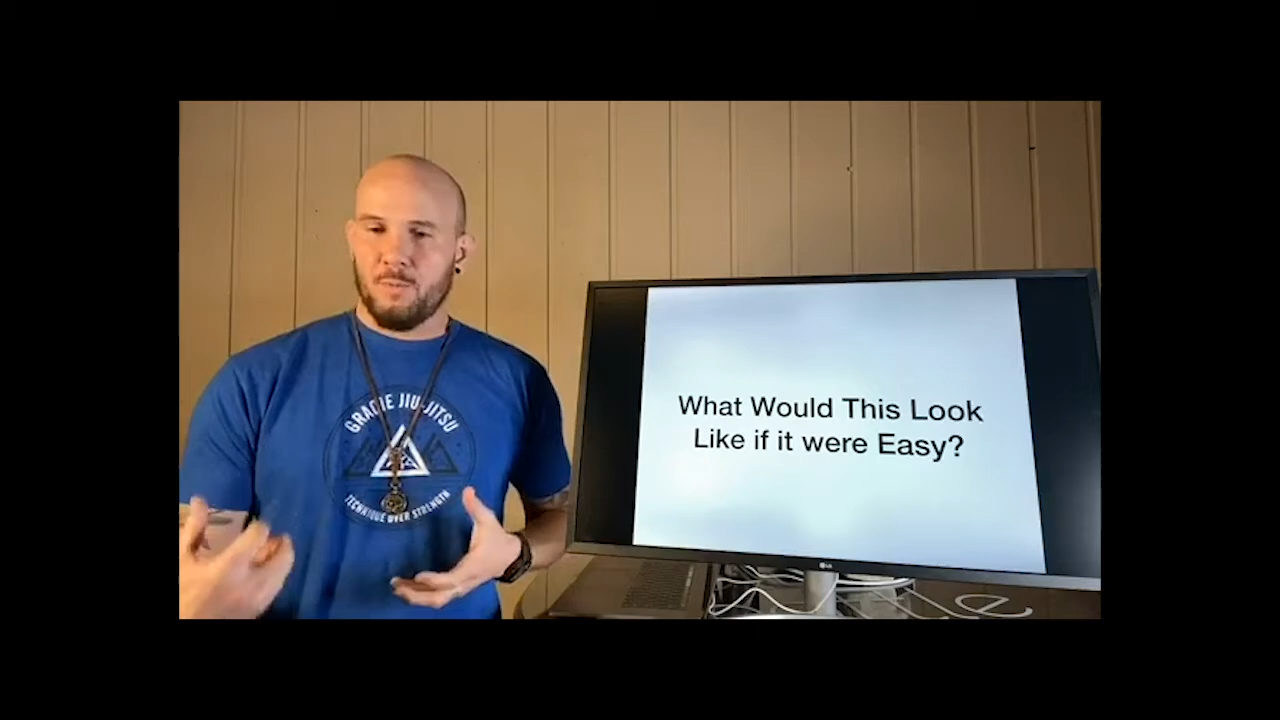 GRACIE JIU-JITSU
TECHNIQUE OVER STRENGTH
What Would This Look
Like if it were Easy?
LG